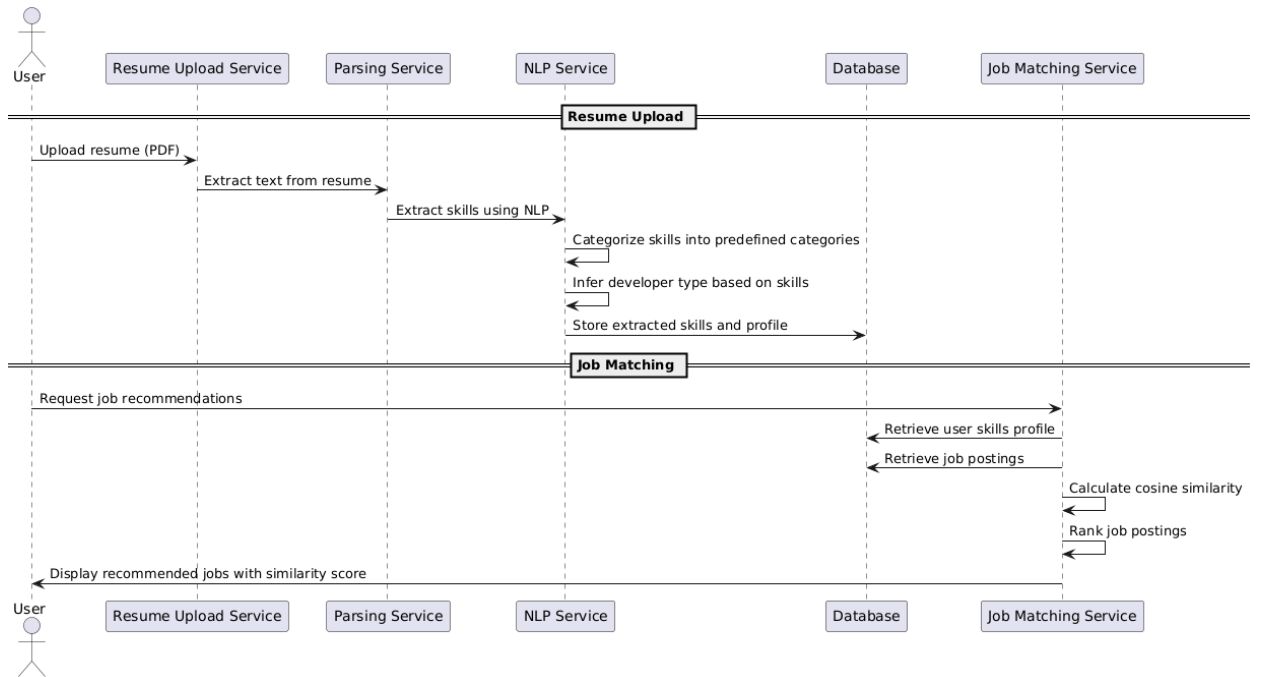 User
Resume Upload Service
Parsing Service
NLP Service
Database
Job Matching Service
Resume Upload
Upload resume (PDF)
Extract text from resume
Extract skills using NLP
Categorize skills into predefined categories
Infer developer type based on skills
Store extracted skills and profile
Job Matching
Request job recommendations
Retrieve user skills profile
Retrieve job postings
Calculate cosine similarity
Rank job postings
Display recommended jobs with similarity score
User
Resume Upload Service
Parsing Service
NLP Service
Database
Job Matching Service